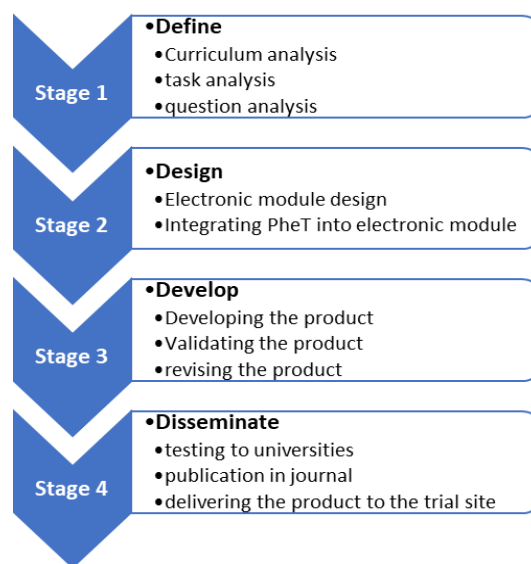 Stage 1
•Define
•Curriculum analysis
•task analysis
•question analysis
Stage 2
•Design
•Electronic module design
•Integrating PheT into electronic module
Stage 3
•Develop
•Developing the product
•Validating the product
•revising the product
Stage 4
•Disseminate
•testing to universities
•publication in journal
•delivering the product to the trial site